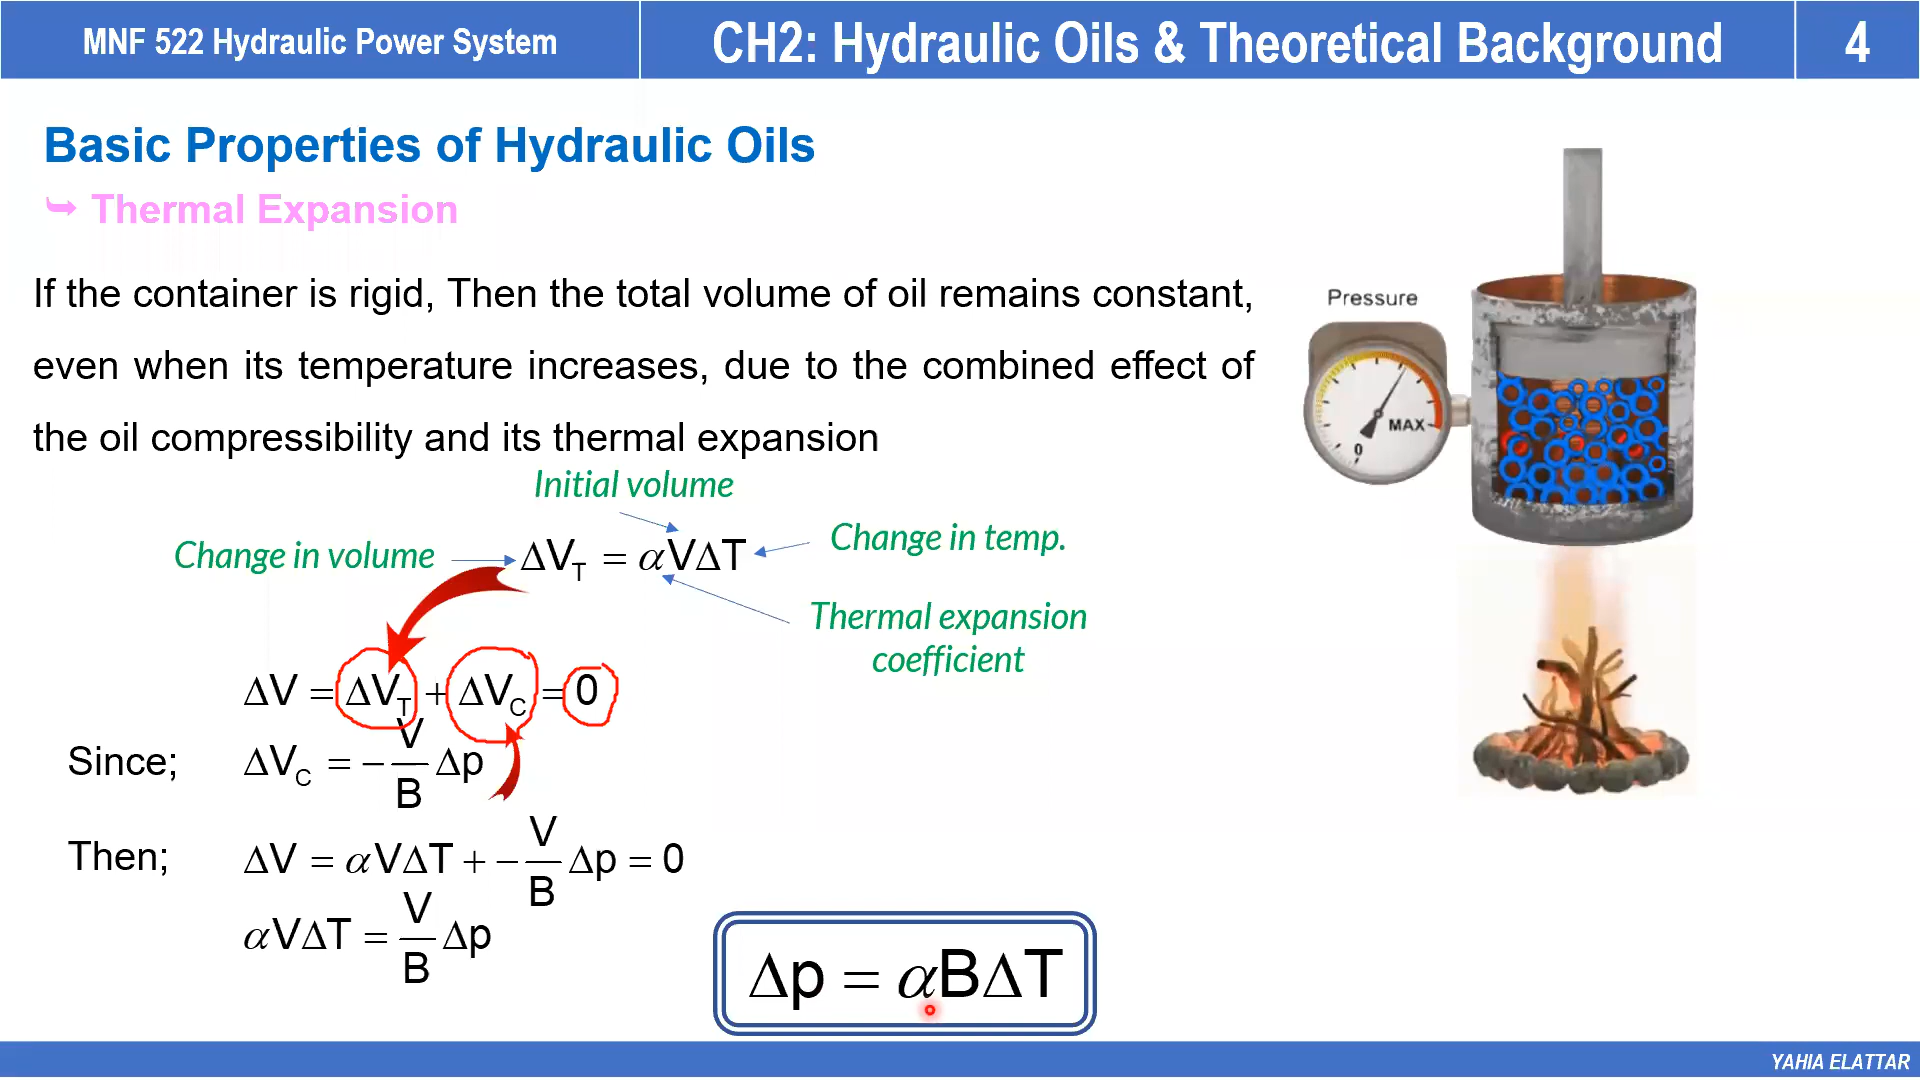 MNF 522 Hydraulic Power System
CH2: Hydraulic Oils & Theoretical Background
4
Basic Properties of Hydraulic Oils
➥ Thermal Expansion
If the container is rigid, Then the total volume of oil remains constant,
even when its temperature increases, due to the combined effect of
the oil compressibility and its thermal expansion
Initial volume
Change in volume
ΔV_T = αVΔT
Change in temp.
Thermal expansion
coefficient
ΔV = ΔV_T + ΔV_C = 0
Since; ΔV_C = −V/B Δp
Then; ΔV = αVΔT + −V/B Δp = 0
αVΔT = V/B Δp
Δp = αBΔT
Pressure
MAX
0
YAHIA ELATTAR